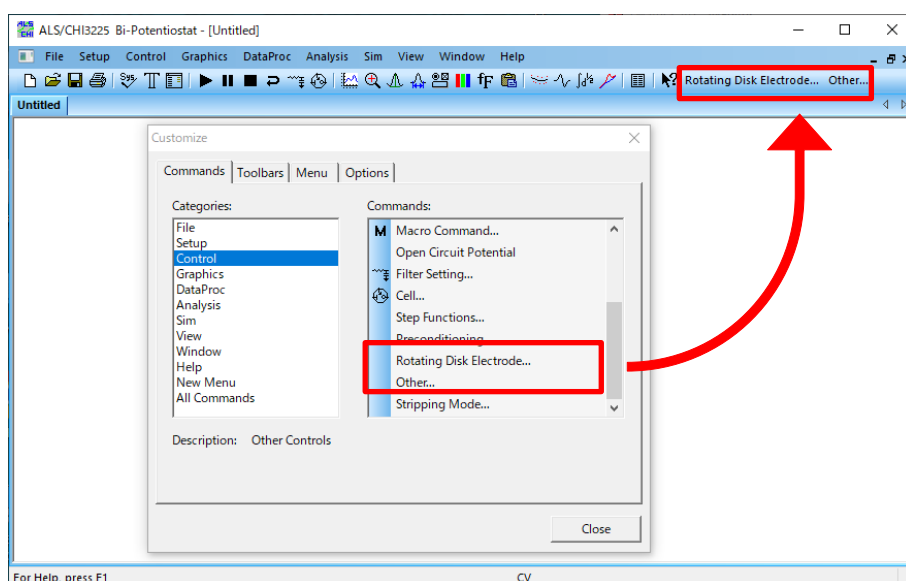 ALS CHI ALS/CHI3225 Bi-Potentiostat - [Untitled]
File Setup Control Graphics DataProc Analysis Sim View Window Help
Rotating Disk Electrode... Other...
Untitled
Customize
Commands Toolbars Menu Options
Categories:
File
Setup
Control
Graphics
DataProc
Analysis
Sim
View
Window
Help
New Menu
All Commands
Commands:
M Macro Command...
Open Circuit Potential
Filter Setting...
Cell...
Step Functions...
Preconditioning...
Rotating Disk Electrode...
Other...
Stripping Mode...
Description: Other Controls
Close
For Help, press F1
CV